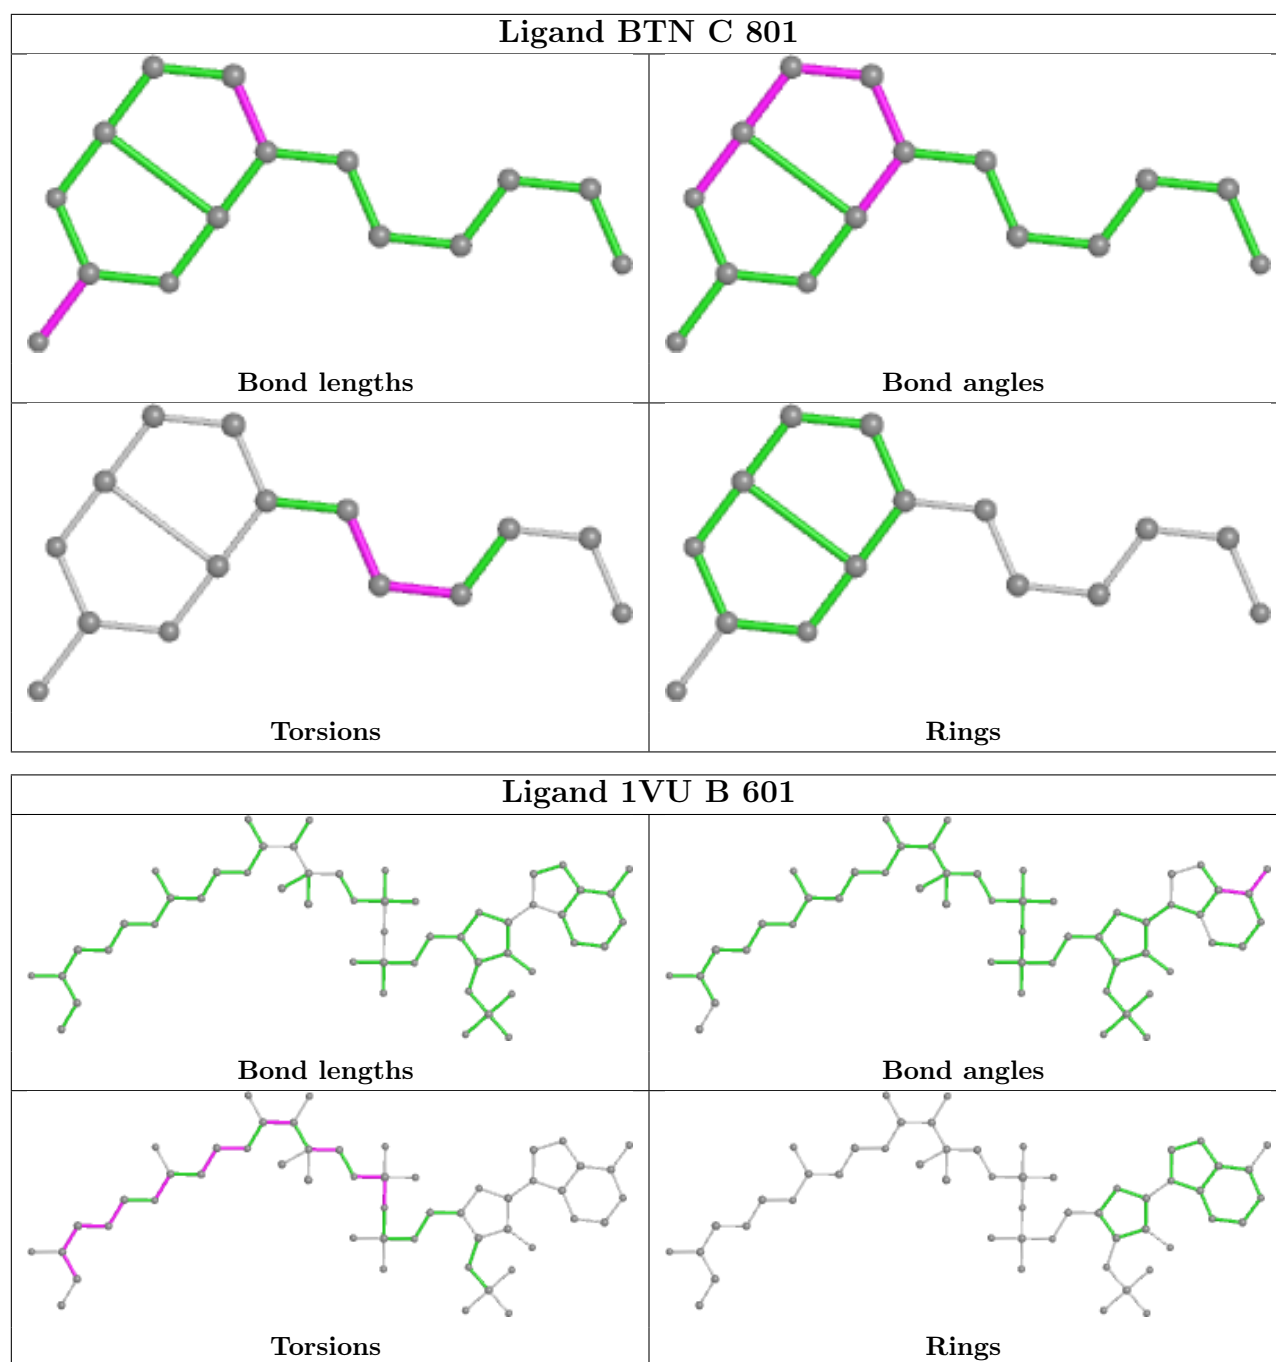 Ligand BTN C 801
Bond lengths
Bond angles
Torsions
Rings
Ligand 1VU B 601
Bond lengths
Bond angles
Torsions
Rings